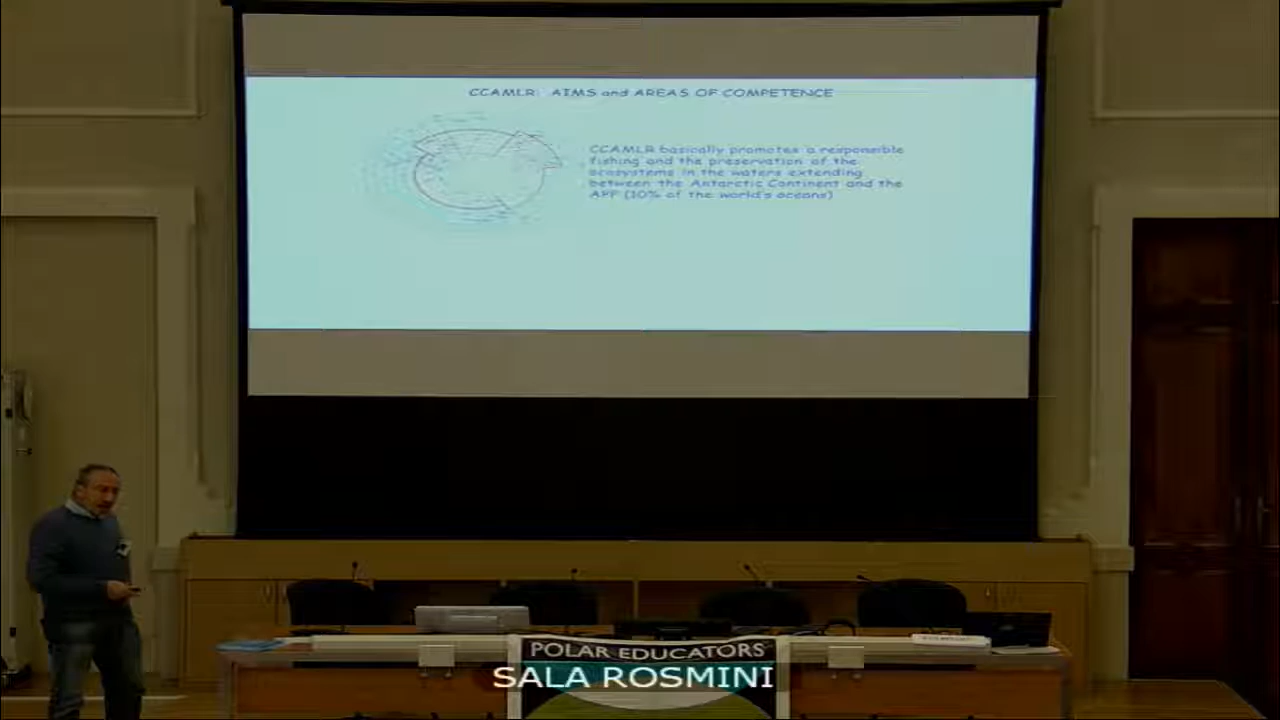 CCAMLR: AIMS and AREAS OF COMPETENCE
CCAMLR basically promotes a responsible
fishing and the preservation of the
ecosystems in the waters extending
between the Antarctic Continent and the
APF (10% of the world's oceans)
POLAR EDUCATORS
SALA ROSMINI